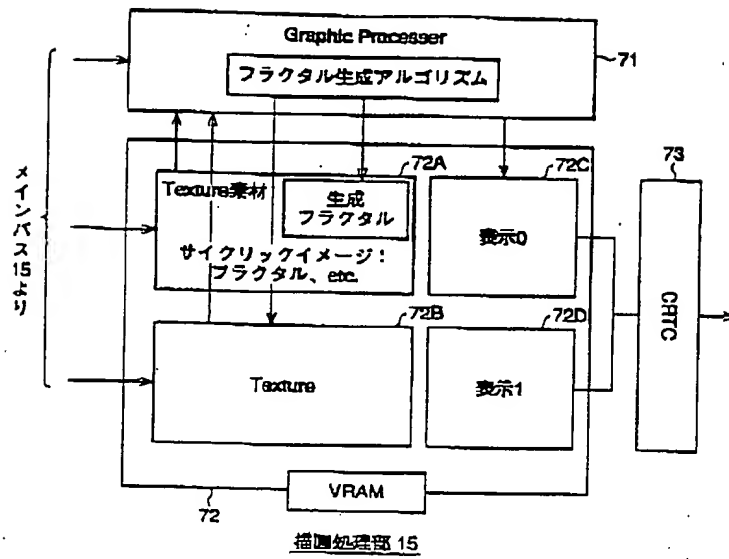 Graphic Processer
フラクタル生成アルゴリズム
71
メインバス
15より
72A
Texture素材
生成
フラクタル
サイクリックイメージ:
フラクタル、etc.
72C
表示0
73
CRTC
72B
Texture
72D
表示1
72
VRAM
描画処理部 15